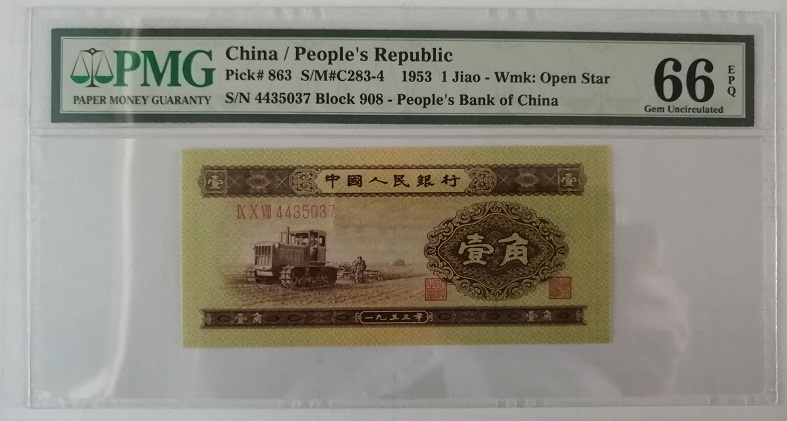 PMG
PAPER MONEY GUARANTY
China / People's Republic
Pick# 863 S/M#C283-4 1953 1 Jiao - Wmk: Open Star
S/N 4435037 Block 908 - People's Bank of China
66 EPQ
Gem Uncirculated
壹 中國人民銀行 壹
IX X VIII 4435037
壹角
壹角 一九五三年 壹角